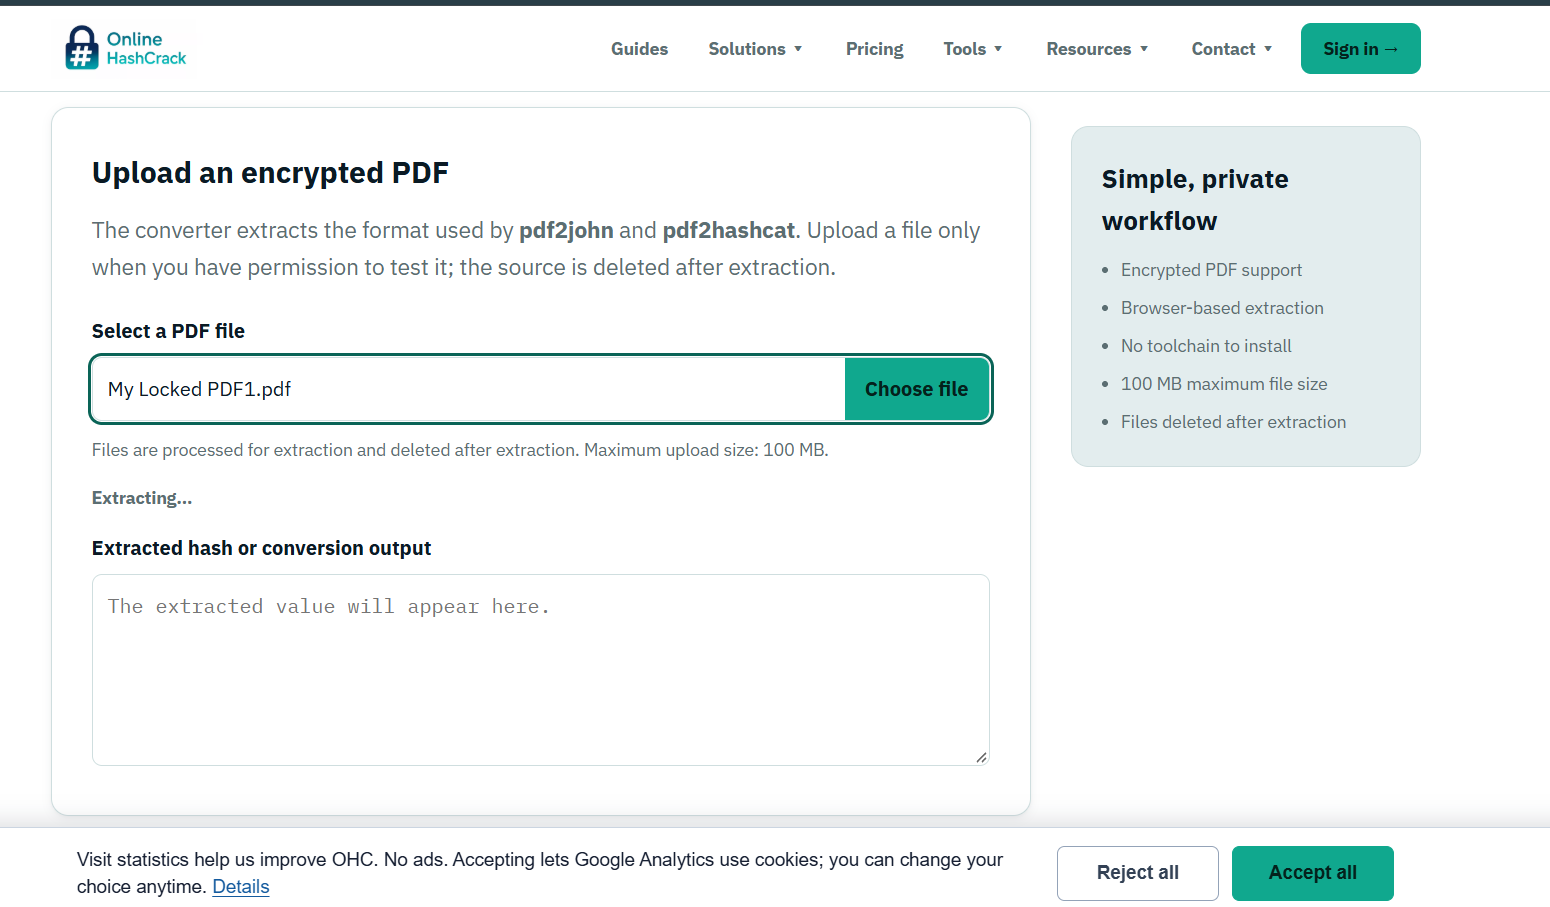 Online
HashCrack
Guides
Solutions
Pricing
Tools
Resources
Contact
Sign in →
Upload an encrypted PDF
The converter extracts the format used by pdf2john and pdf2hashcat. Upload a file only
when you have permission to test it; the source is deleted after extraction.
Select a PDF file
My Locked PDF1.pdf
Choose file
Files are processed for extraction and deleted after extraction. Maximum upload size: 100 MB.
Extracting...
Extracted hash or conversion output
The extracted value will appear here.
Simple, private
workflow
Encrypted PDF support
Browser-based extraction
No toolchain to install
100 MB maximum file size
Files deleted after extraction
Visit statistics help us improve OHC. No ads. Accepting lets Google Analytics use cookies; you can change your
choice anytime. Details
Reject all
Accept all